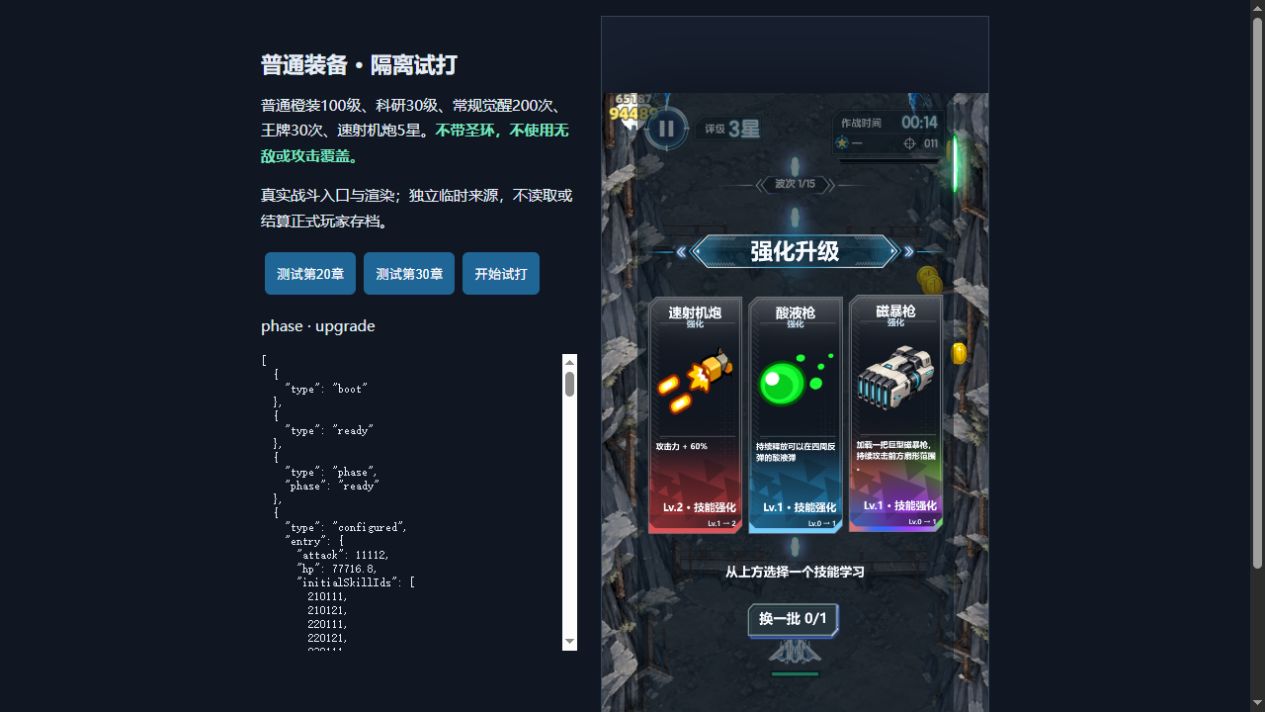 普通装备 · 隔离试打
普通橙装100级、科研30级、常规觉醒200次、
王牌30次、速射机炮5星。不带圣环，不使用无
敌或攻击覆盖。
真实战斗入口与渲染；独立临时来源，不读取或
结算正式玩家存档。
测试第20章
测试第30章
开始试打
phase · upgrade
[
{
"type": "boot"
},
{
"type": "ready"
},
{
"type": "phase",
"phase": "ready"
},
{
"type": "configured",
"entry": {
"attack": 11112,
"hp": 77716.8,
"initialSkillIds": [
210111,
210121,
220111,
220121,
65187
94489
评级 3星
作战时间 00:14
011
波次 1/15
强化升级
速射机炮
强化
攻击力 + 60%
Lv.2 · 技能强化
Lv.1 → 2
酸液枪
强化
持续释放可以在四周反
弹的酸液弹
Lv.1 · 技能强化
Lv.0 → 1
磁暴枪
强化
加载一把巨型磁暴枪,
持续攻击前方扇形范围
。
Lv.1 · 技能强化
Lv.0 → 1
从上方选择一个技能学习
换一批 0/1